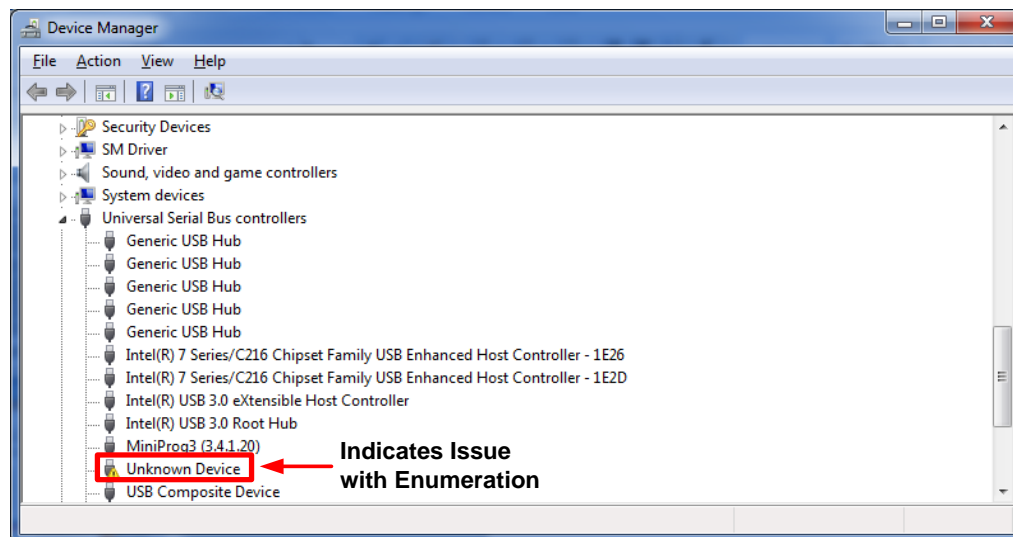 Device Manager
File Action View Help
Security Devices
SM Driver
Sound, video and game controllers
System devices
Universal Serial Bus controllers
Generic USB Hub
Generic USB Hub
Generic USB Hub
Generic USB Hub
Generic USB Hub
Intel(R) 7 Series/C216 Chipset Family USB Enhanced Host Controller - 1E26
Intel(R) 7 Series/C216 Chipset Family USB Enhanced Host Controller - 1E2D
Intel(R) USB 3.0 eXtensible Host Controller
Intel(R) USB 3.0 Root Hub
MiniProg3 (3.4.1.20)
Unknown Device
USB Composite Device
Indicates Issue
with Enumeration